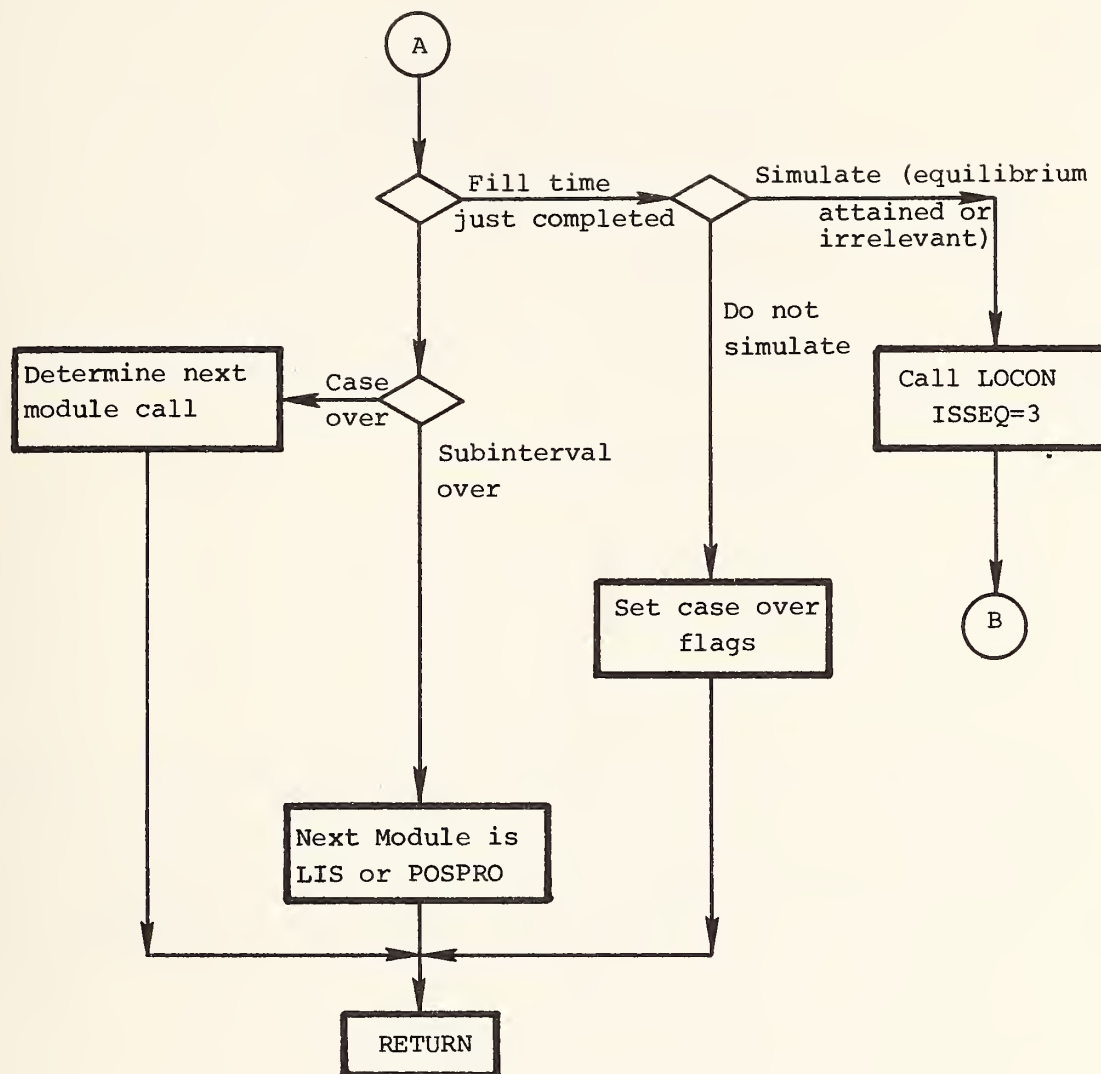 A
Fill time
just completed
Simulate (equilibrium
attained or
irrelevant)
Do not
simulate
Determine next
module call
Case
over
Call LOCON
ISSEQ=3
Subinterval
over
Set case over
flags
B
Next Module is
LIS or POSPRO
RETURN